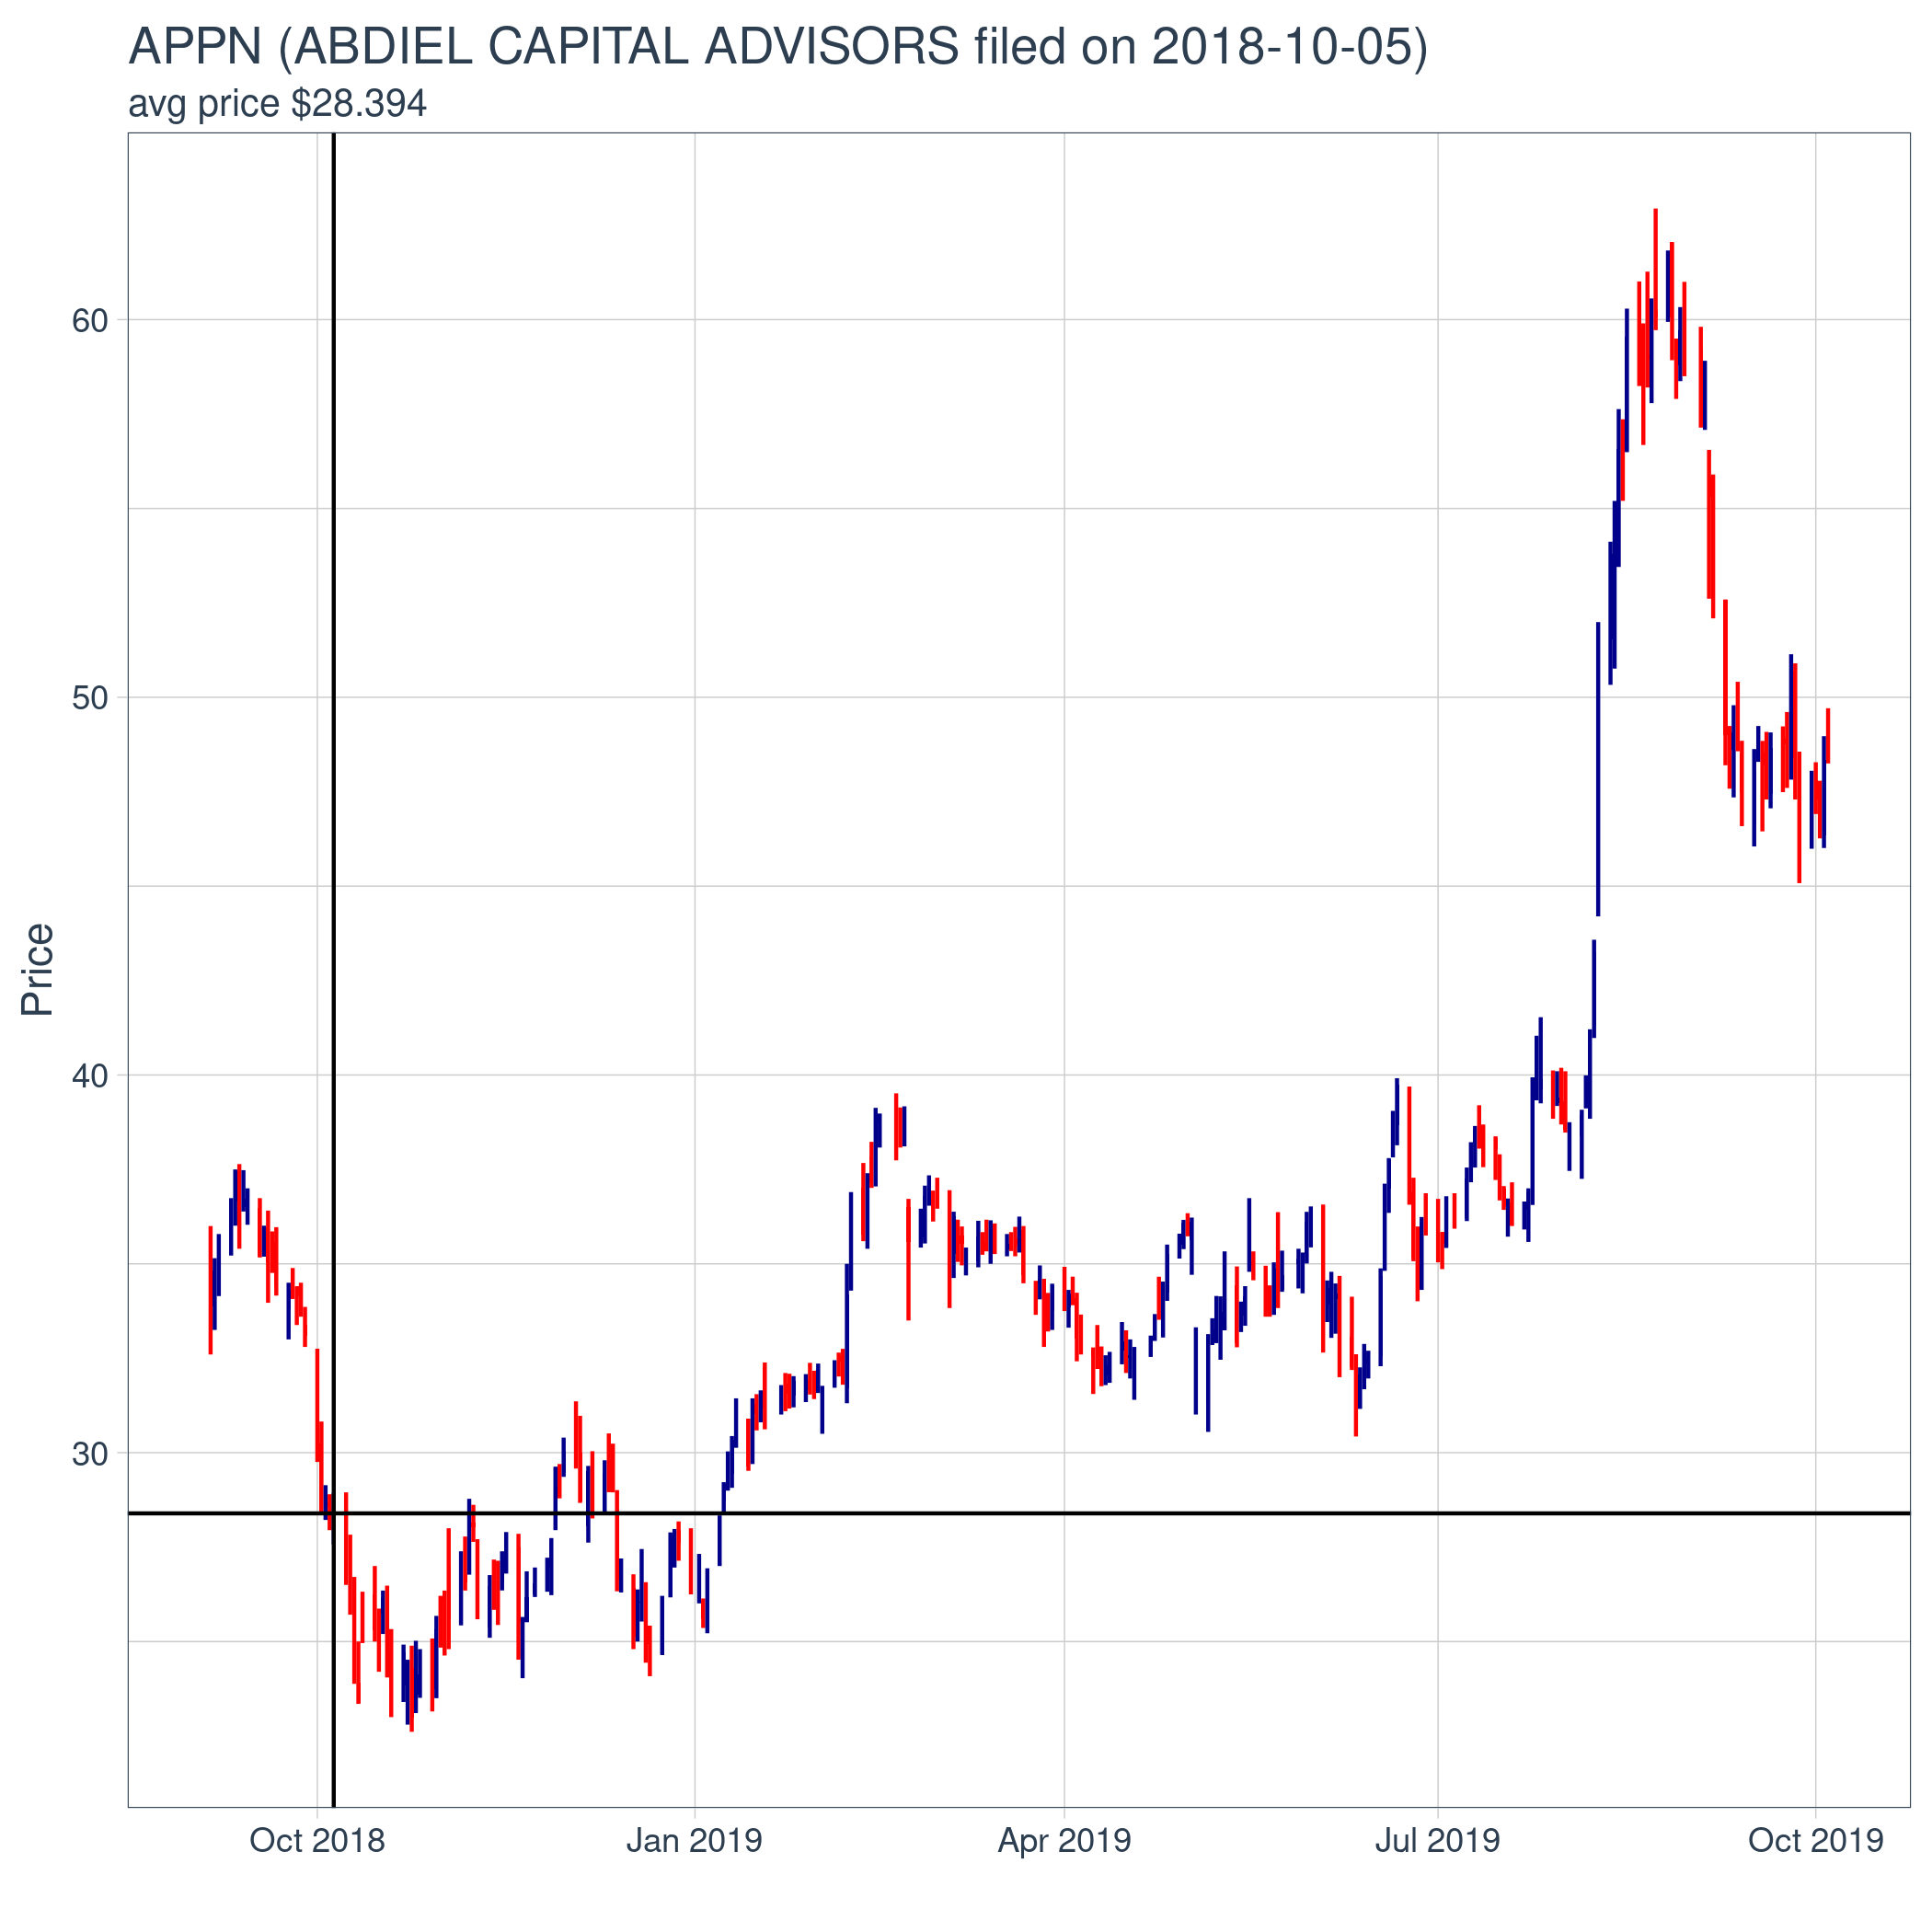 APPN (ABDIEL CAPITAL ADVISORS filed on 2018-10-05)
avg price $28.394
60
50
40
30
Price
Oct 2018
Jan 2019
Apr 2019
Jul 2019
Oct 2019